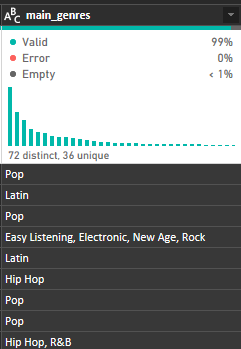 ABC main_genres
Valid 99%
Error 0%
Empty < 1%
72 distinct, 36 unique
Pop
Latin
Pop
Easy Listening, Electronic, New Age, Rock
Latin
Hip Hop
Pop
Pop
Hip Hop, R&B